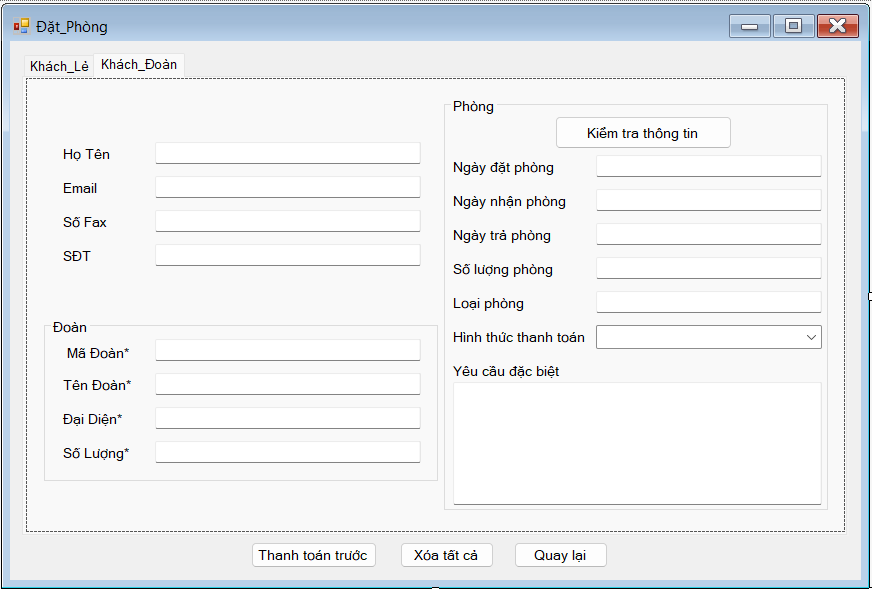 Đặt_Phòng
Khách_Lẻ
Khách_Đoàn
Họ Tên
Email
Số Fax
SĐT
Đoàn
Mã Đoàn*
Tên Đoàn*
Đại Diện*
Số Lượng*
Phòng
Kiểm tra thông tin
Ngày đặt phòng
Ngày nhận phòng
Ngày trả phòng
Số lượng phòng
Loại phòng
Hình thức thanh toán
Yêu cầu đặc biệt
Thanh toán trước
Xóa tất cả
Quay lại